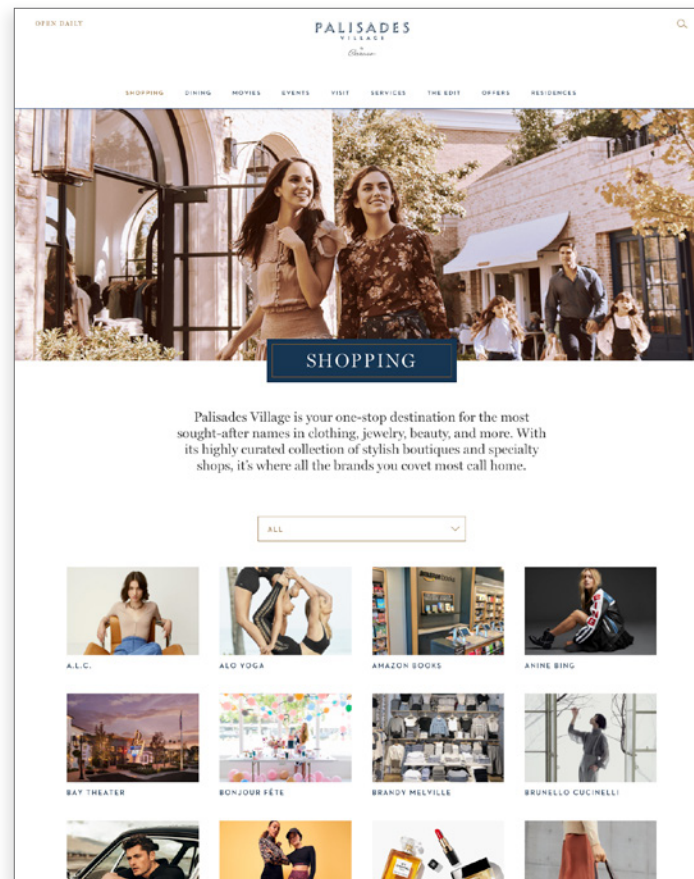 OPEN DAILY
PALISADES
VILLAGE
SHOPPING DINING MOVIES EVENTS VISIT SERVICES THE EDIT OFFERS RESIDENCES
SHOPPING
Palisades Village is your one-stop destination for the most
sought-after names in clothing, jewelry, beauty, and more. With
its highly curated collection of stylish boutiques and specialty
shops, it's where all the brands you covet most call home.
ALL
A.L.C. ALO YOGA AMAZON BOOKS ANINE BING
BAY THEATER BONJOUR FÊTE BRANDY MELVILLE BRUNELLO CUCINELLI